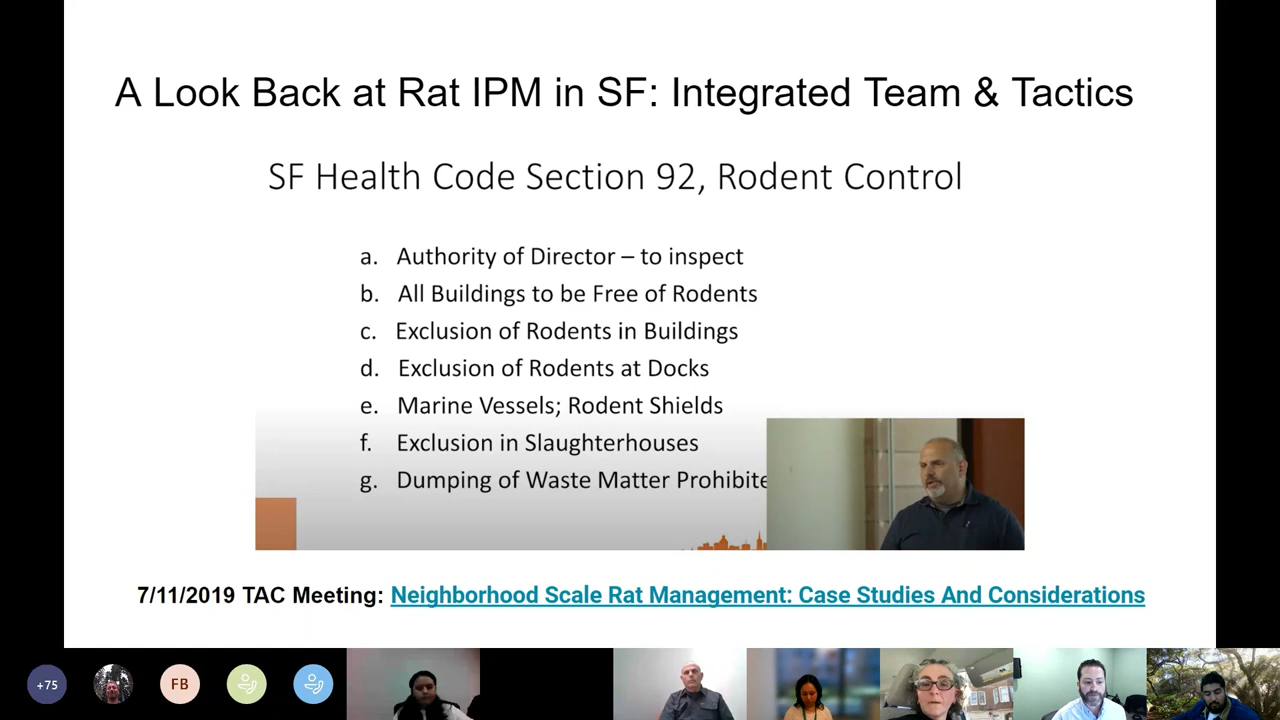 A Look Back at Rat IPM in SF: Integrated Team & Tactics
SF Health Code Section 92, Rodent Control
a. Authority of Director – to inspect
b. All Buildings to be Free of Rodents
c. Exclusion of Rodents in Buildings
d. Exclusion of Rodents at Docks
e. Marine Vessels; Rodent Shields
f. Exclusion in Slaughterhouses
g. Dumping of Waste Matter Prohibite
7/11/2019 TAC Meeting: Neighborhood Scale Rat Management: Case Studies And Considerations
+75
FB